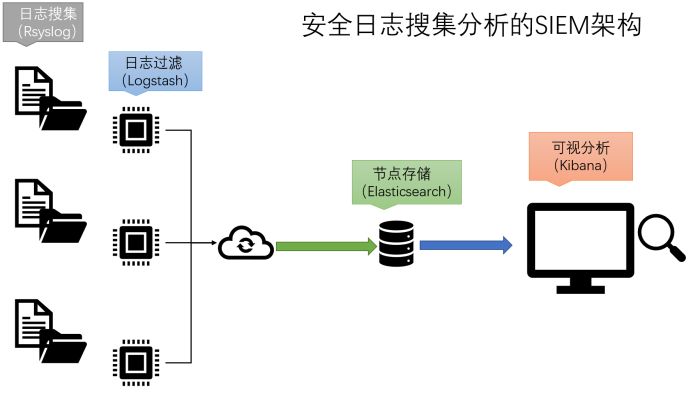 安全日志搜集分析的SIEM架构
日志搜集
（Rsyslog）
日志过滤
（Logstash）
节点存储
（Elasticsearch）
可视分析
（Kibana）